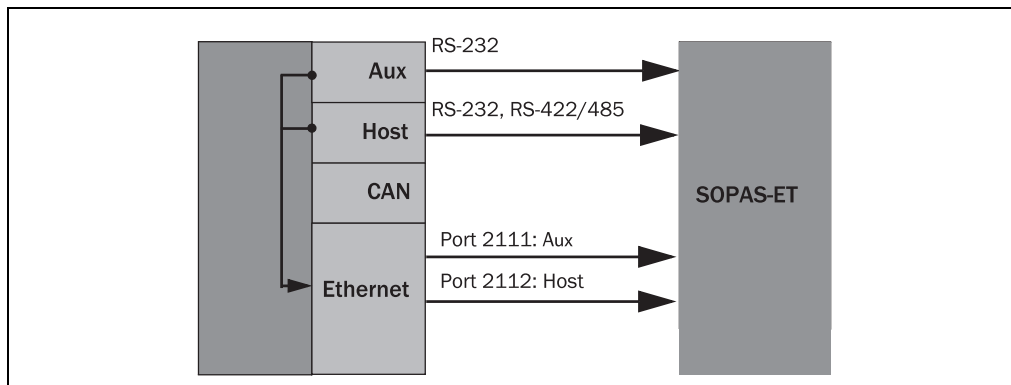 RS-232
Aux
RS-232, RS-422/485
Host
CAN
SOPAS-ET
Port 2111: Aux
Port 2112: Host
Ethernet